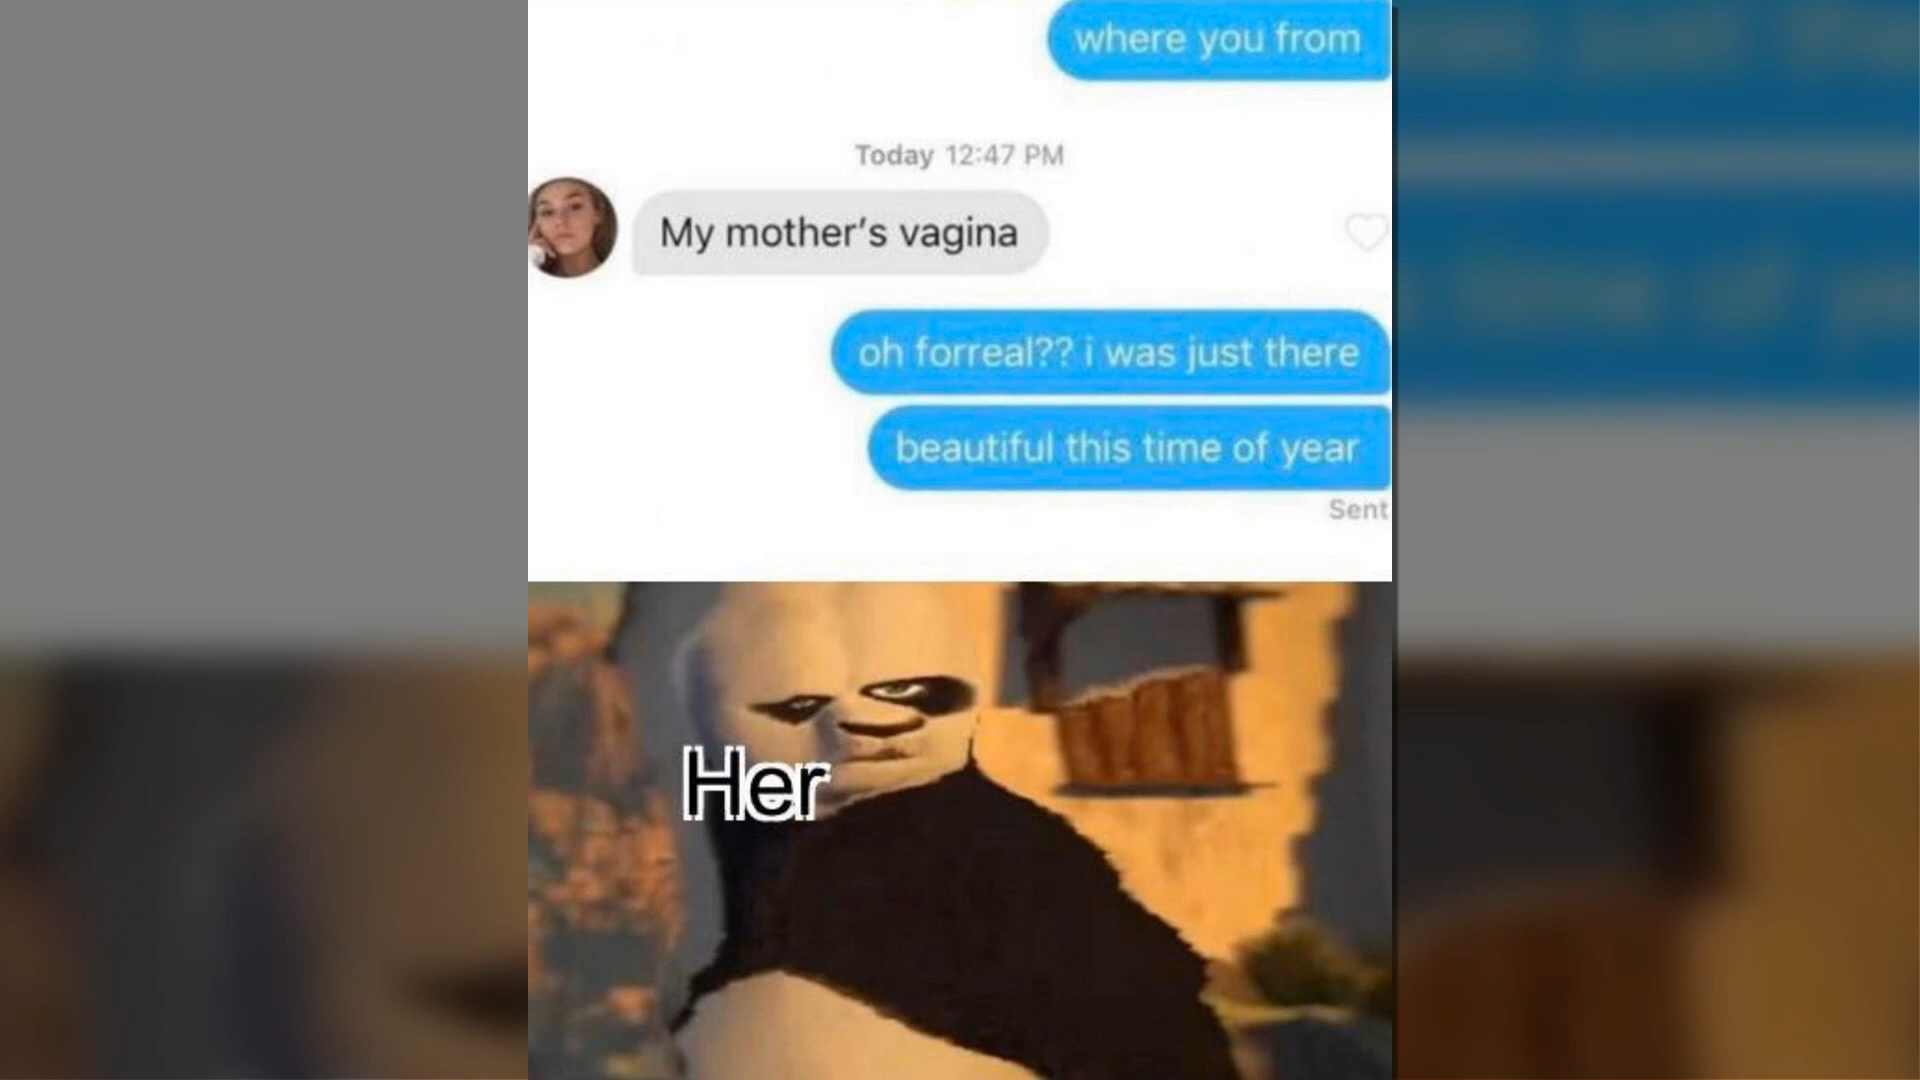 where you from
Today 12:47 PM
My mother's vagina
oh forreal?? i was just there
beautiful this time of year
Sent
Her